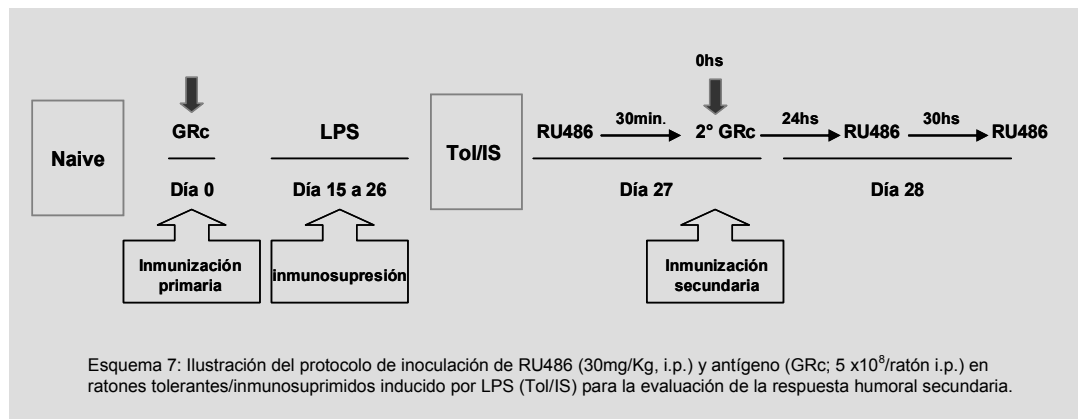 0hs
Naive
GRc
LPS
Tol/IS
RU486
30min.
2° GRc
24hs
RU486
30hs
RU486
Día 0
Día 15 a 26
Día 27
Día 28
Inmunización
primaria
inmunosupresión
Inmunización
secundaria
Esquema 7: Ilustración del protocolo de inoculación de RU486 (30mg/Kg, i.p.) y antígeno (GRc; 5 x10⁸/ratón i.p.) en
ratones tolerantes/inmunosuprimidos inducido por LPS (Tol/IS) para la evaluación de la respuesta humoral secundaria.